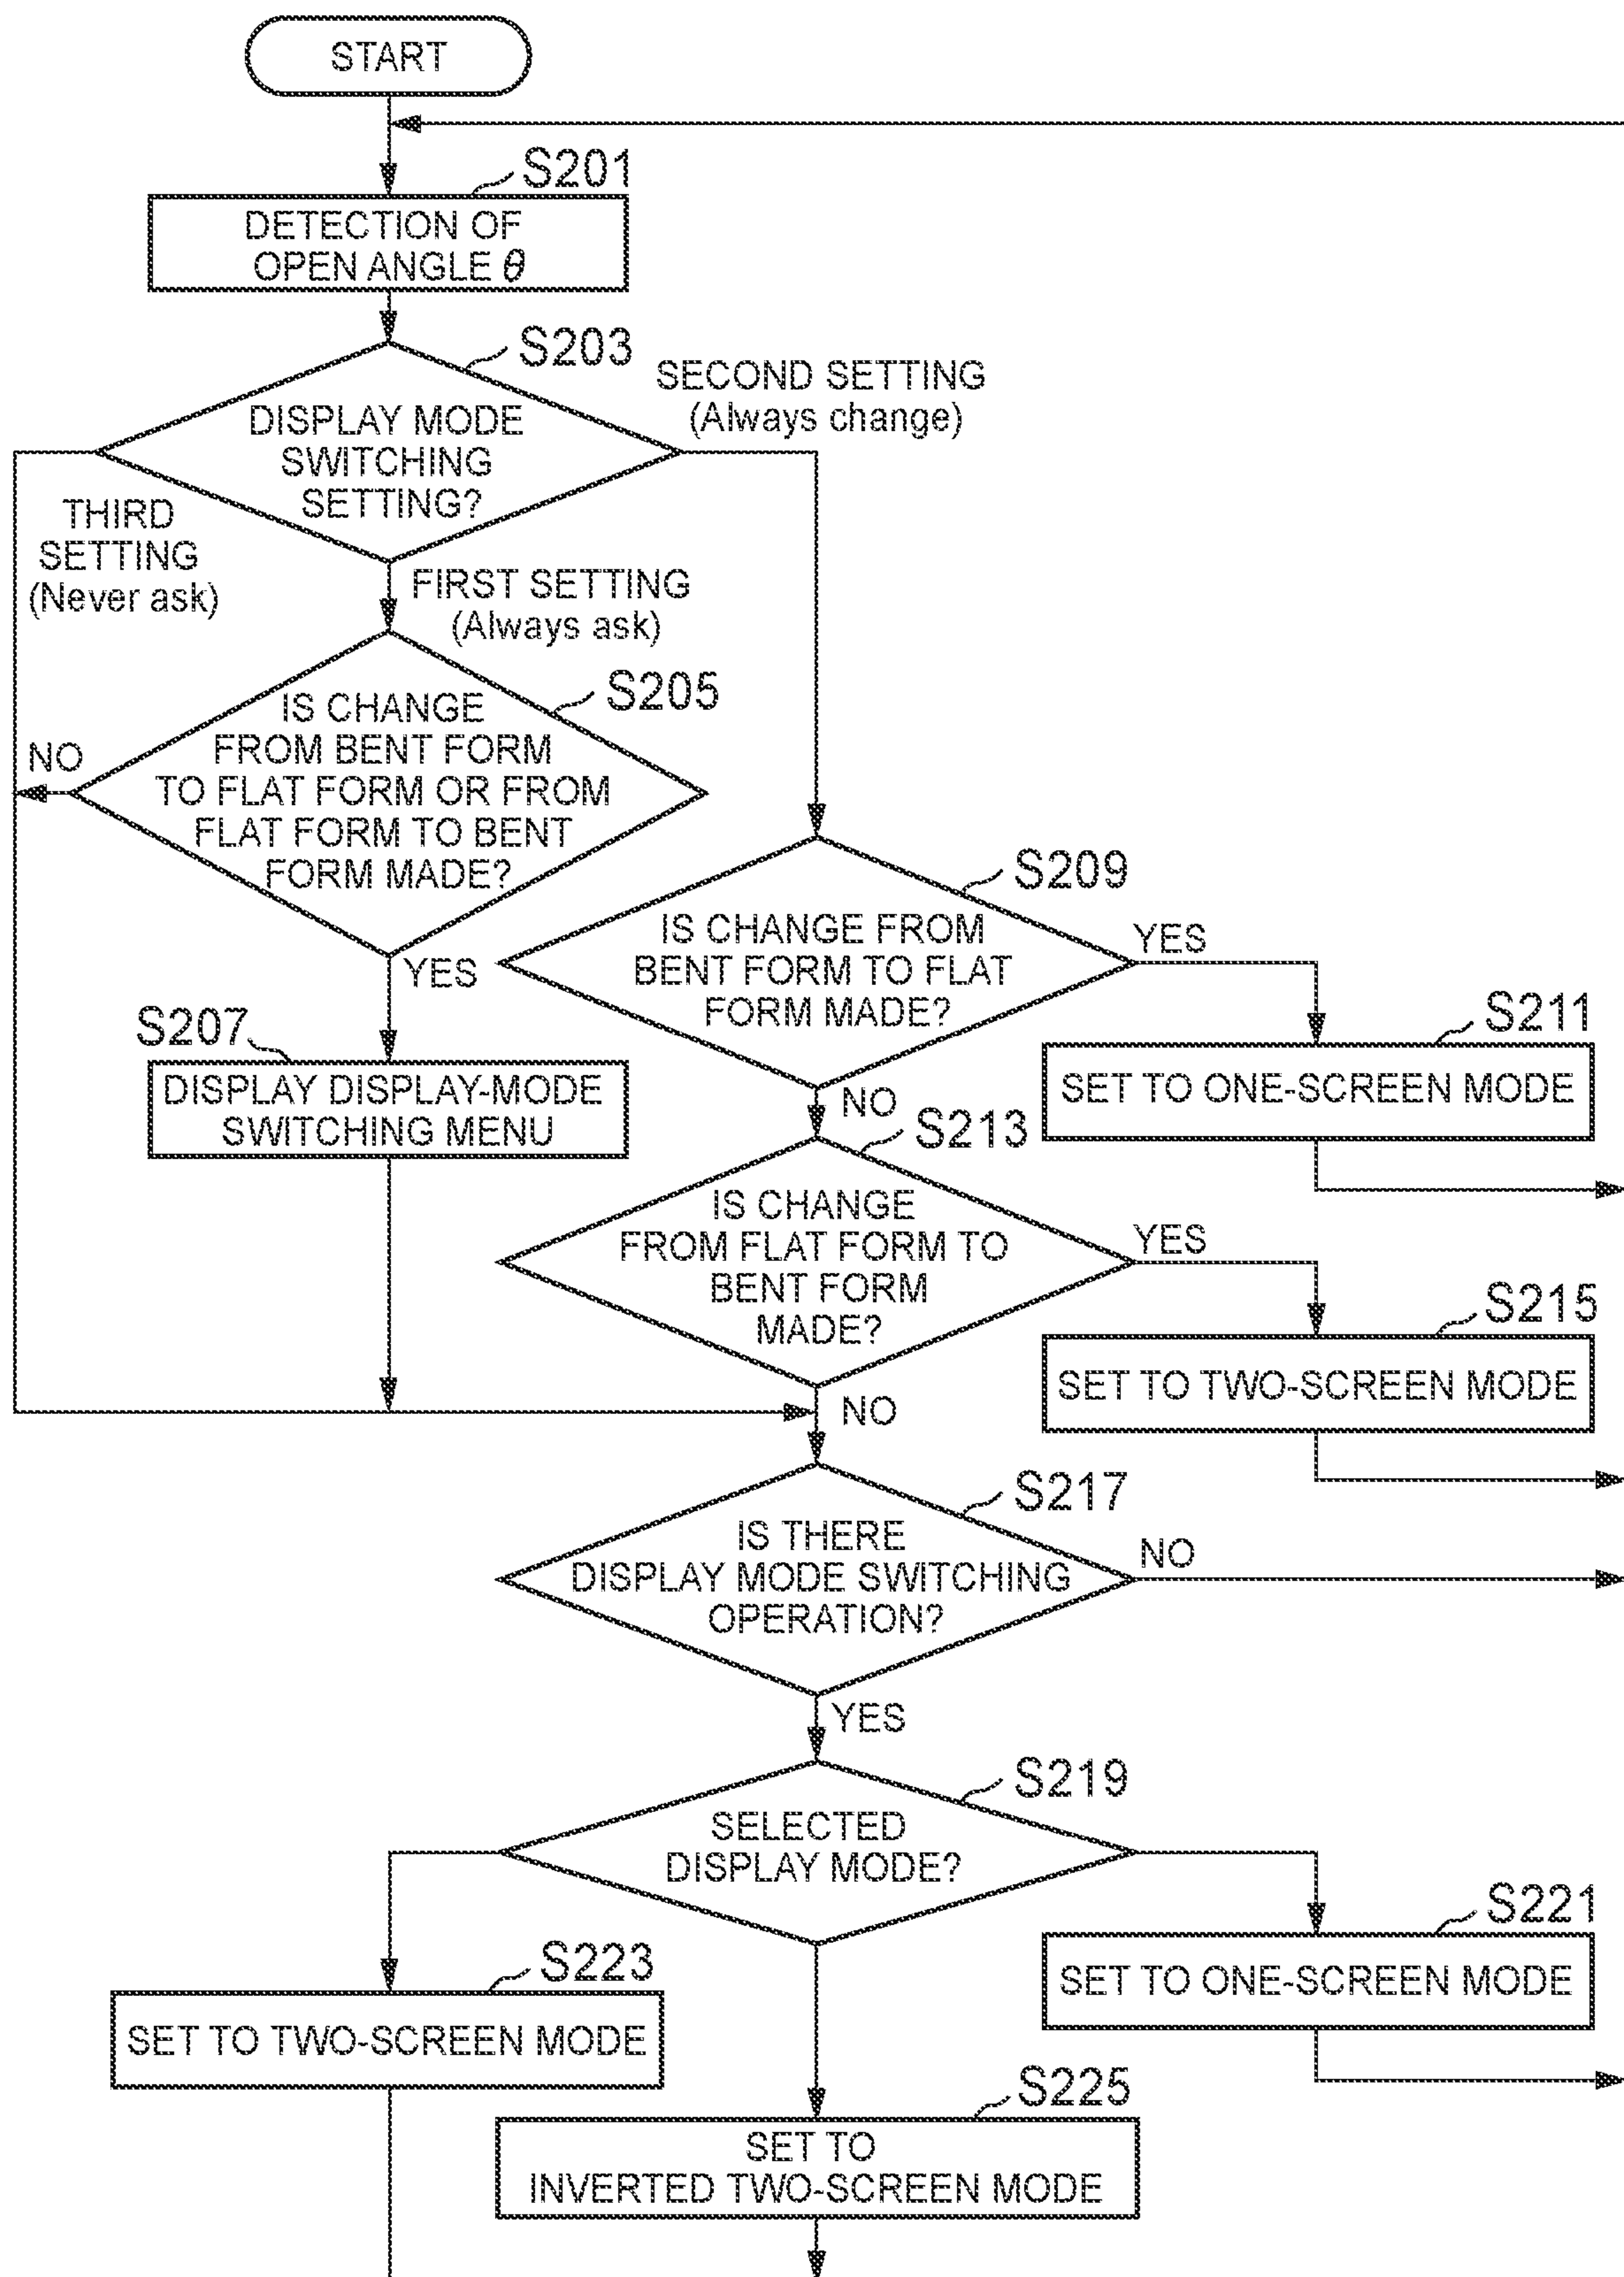 START
S201
DETECTION OF
OPEN ANGLE θ
S203
DISPLAY MODE
SWITCHING
SETTING?
SECOND SETTING
(Always change)
THIRD
SETTING
(Never ask)
FIRST SETTING
(Always ask)
S205
IS CHANGE
FROM BENT FORM
TO FLAT FORM OR FROM
FLAT FORM TO BENT
FORM MADE?
NO
YES
S207
DISPLAY DISPLAY-MODE
SWITCHING MENU
S209
IS CHANGE FROM
BENT FORM TO FLAT
FORM MADE?
YES
NO
S211
SET TO ONE-SCREEN MODE
S213
IS CHANGE
FROM FLAT FORM TO
BENT FORM
MADE?
YES
NO
S215
SET TO TWO-SCREEN MODE
S217
IS THERE
DISPLAY MODE SWITCHING
OPERATION?
NO
YES
S219
SELECTED
DISPLAY MODE?
S221
SET TO ONE-SCREEN MODE
S223
SET TO TWO-SCREEN MODE
S225
SET TO
INVERTED TWO-SCREEN MODE